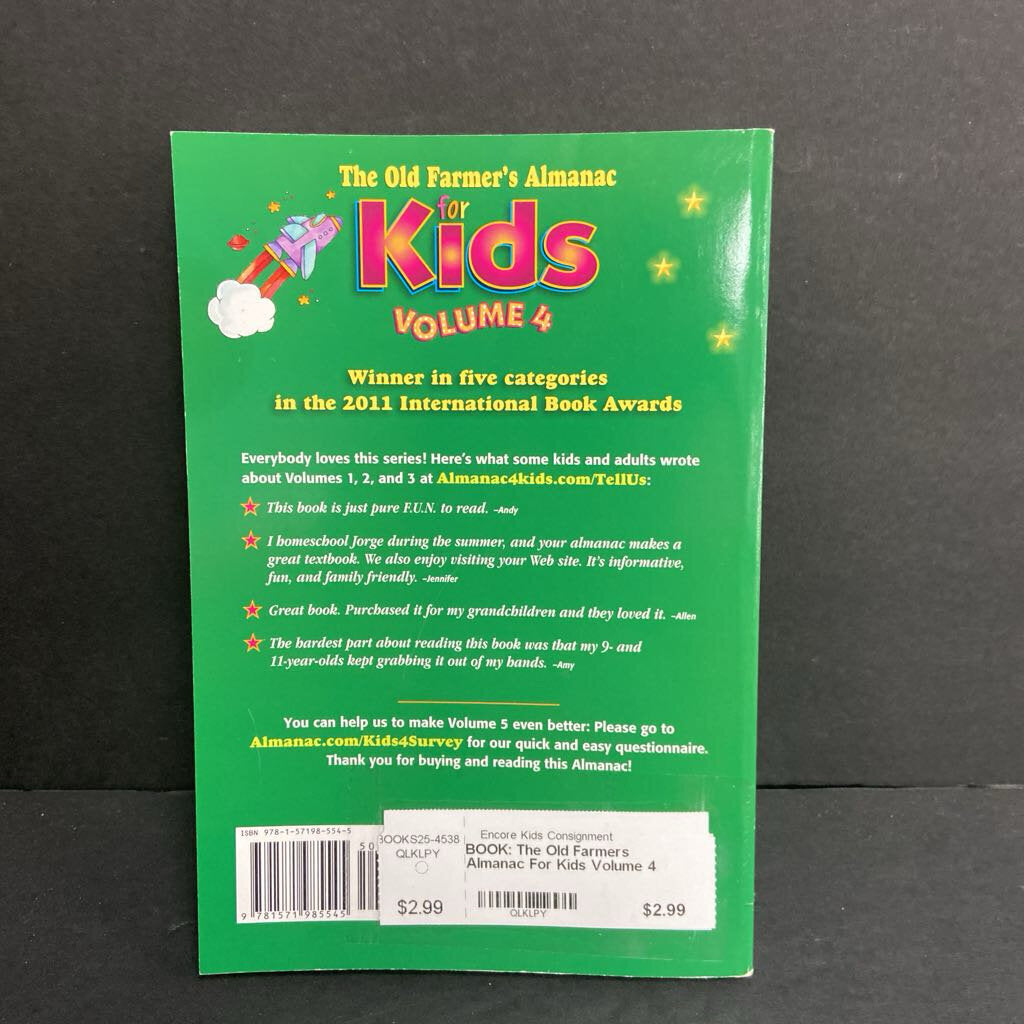 The Old Farmer's Almanac
for
Kids
VOLUME 4
Winner in five categories
in the 2011 International Book Awards
Everybody loves this series! Here's what some kids and adults wrote
about Volumes 1, 2, and 3 at Almanac4kids.com/TellUs:
This book is just pure F.U.N. to read. –Andy
I homeschool Jorge during the summer, and your almanac makes a
great textbook. We also enjoy visiting your Web site. It's informative,
fun, and family friendly. –Jennifer
Great book. Purchased it for my grandchildren and they loved it. –Allen
The hardest part about reading this book was that my 9- and
11-year-olds kept grabbing it out of my hands. –Amy
You can help us to make Volume 5 even better: Please go to
Almanac.com/Kids4Survey for our quick and easy questionnaire.
Thank you for buying and reading this Almanac!
ISBN 978-1-57198-554-5
50
9 781571 985545
BOOKS25-4538
QLKLPY
$2.99
Encore Kids Consignment
BOOK: The Old Farmers
Almanac For Kids Volume 4
QLKLPY
$2.99